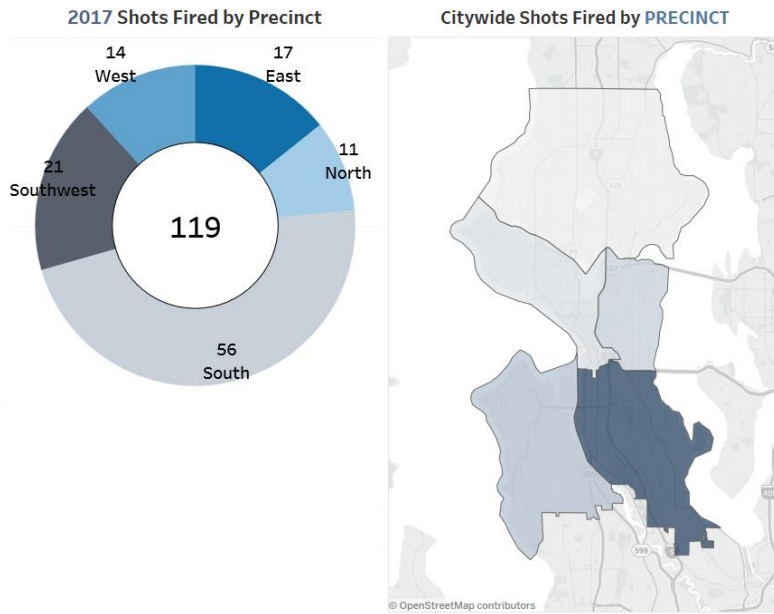 2017 Shots Fired by Precinct
14
West
17
East
11
North
21
Southwest
119
56
South
Citywide Shots Fired by PRECINCT
599
© OpenStreetMap contributors